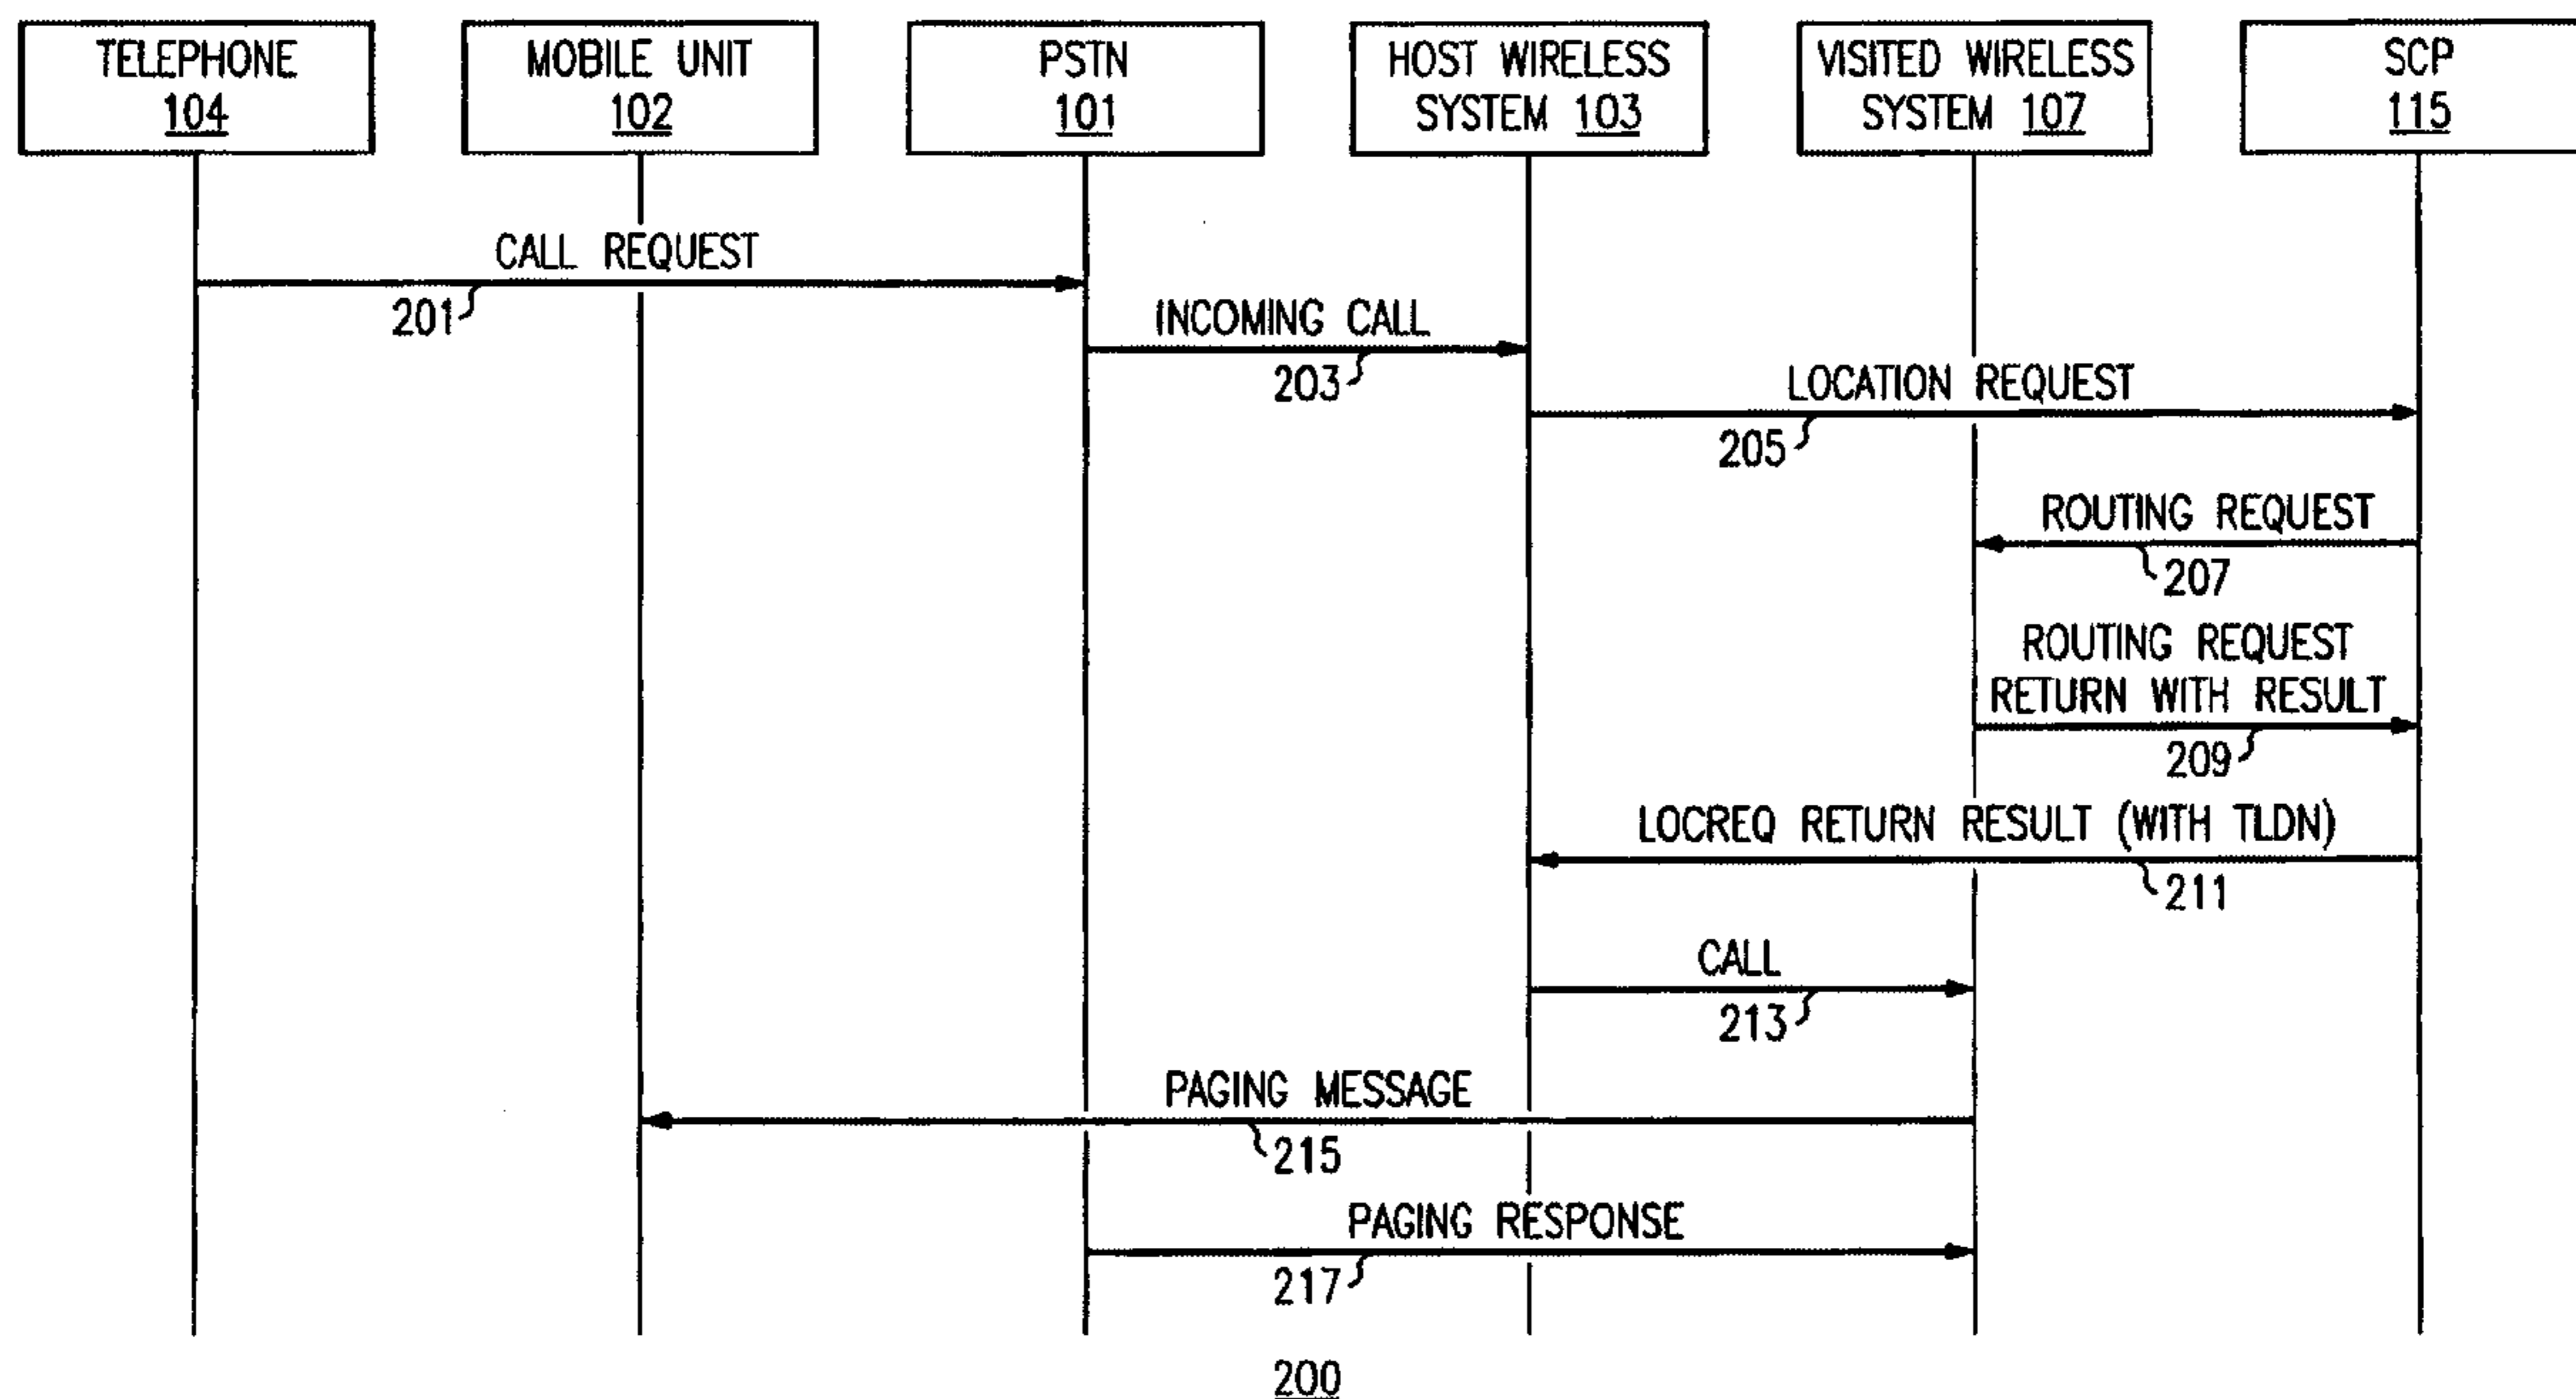 TELEPHONE
104
MOBILE UNIT
102
PSTN
101
HOST WIRELESS
SYSTEM 103
VISITED WIRELESS
SYSTEM 107
SCP
115
CALL REQUEST
201
INCOMING CALL
203
LOCATION REQUEST
205
ROUTING REQUEST
207
ROUTING REQUEST
RETURN WITH RESULT
209
LOCREQ RETURN RESULT (WITH TLDN)
211
CALL
213
PAGING MESSAGE
215
PAGING RESPONSE
217
200